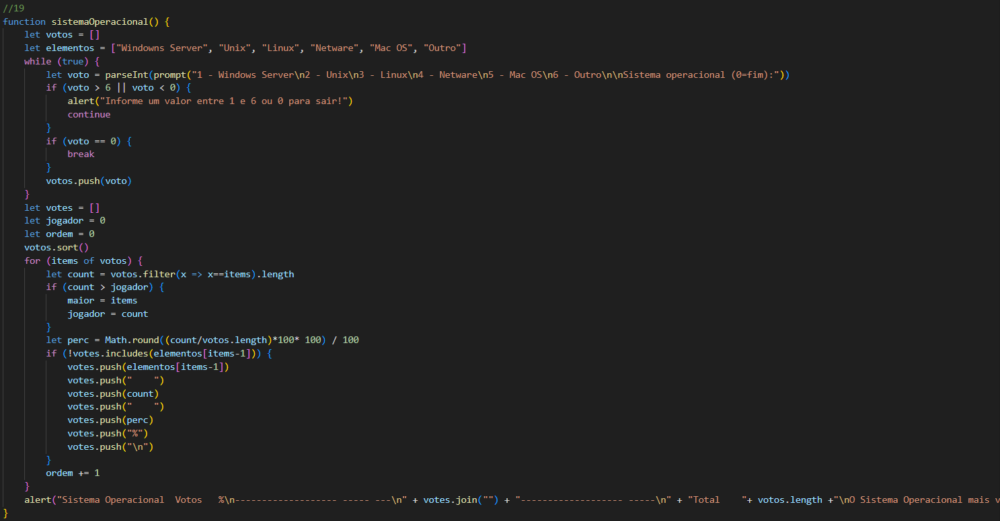 //19
function sistemaOperacional() {
    let votos = []
    let elementos = ["Windowns Server", "Unix", "Linux", "Netware", "Mac OS", "Outro"]
    while (true) {
        let voto = parseInt(prompt("1 - Windows Server\n2 - Unix\n3 - Linux\n4 - Netware\n5 - Mac OS\n6 - Outro\n\nSistema operacional (0=fim):"))
        if (voto > 6 || voto < 0) {
            alert("Informe um valor entre 1 e 6 ou 0 para sair!")
            continue
        }
        if (voto == 0) {
            break
        }
        votos.push(voto)
    }
    let votes = []
    let jogador = 0
    let ordem = 0
    votos.sort()
    for (items of votos) {
        let count = votos.filter(x => x==items).length
        if (count > jogador) {
            maior = items
            jogador = count
        }
        let perc = Math.round((count/votos.length)*100* 100) / 100
        if (!votes.includes(elementos[items-1])) {
            votes.push(elementos[items-1])
            votes.push("    ")
            votes.push(count)
            votes.push("    ")
            votes.push(perc)
            votes.push("%")
            votes.push("\n")
        }
        ordem += 1
    }
    alert("Sistema Operacional  Votos   %\n------------------- ----- ---\n" + votes.join("") + "------------------- -----\n" + "Total    "+ votos.length +"\nO Sistema Operacional mais v
}